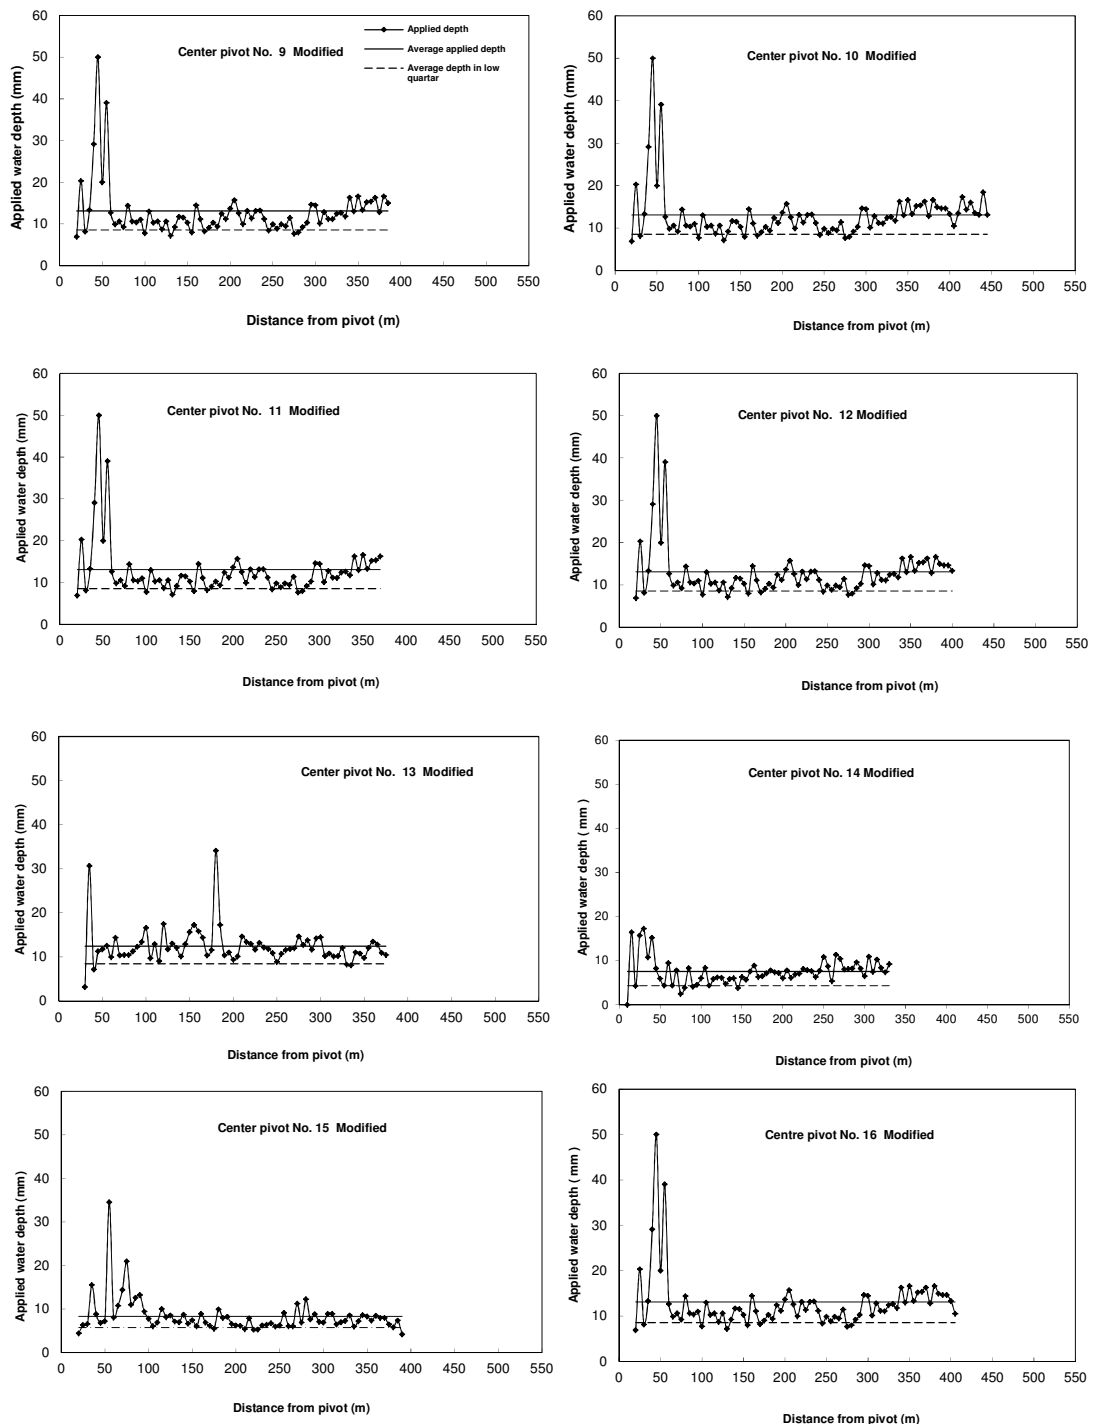 Center pivot No. 9 Modified
Applied depth
Average applied depth
Average depth in low
quartar
Applied water depth (mm)
60
50
40
30
20
10
0
0 50 100 150 200 250 300 350 400 450 500 550
Distance from pivot (m)
Center pivot No. 10 Modified
Applied water depth (mm)
60
50
40
30
20
10
0
0 50 100 150 200 250 300 350 400 450 500 550
Distance from pivot (m)
Center pivot No. 11 Modified
Applied water depth (mm)
60
50
40
30
20
10
0
0 50 100 150 200 250 300 350 400 450 500 550
Distance from pivot (m)
Center pivot No. 12 Modified
Applied water depth (mm)
60
50
40
30
20
10
0
0 50 100 150 200 250 300 350 400 450 500 550
Distance from pivot (m)
Center pivot No. 13 Modified
Applied water depth (mm)
60
50
40
30
20
10
0
0 50 100 150 200 250 300 350 400 450 500 550
Distance from pivot (m)
Center pivot No. 14 Modified
Applied water depth ( mm )
60
50
40
30
20
10
0
0 50 100 150 200 250 300 350 400 450 500 550
Distance from pivot (m)
Center pivot No. 15 Modified
Applied water depth (mm)
60
50
40
30
20
10
0
0 50 100 150 200 250 300 350 400 450 500 550
Distance from pivot (m)
Centre pivot No. 16 Modified
Applied water depth ( mm )
60
50
40
30
20
10
0
0 50 100 150 200 250 300 350 400 450 500 550
Distance from pivot (m)